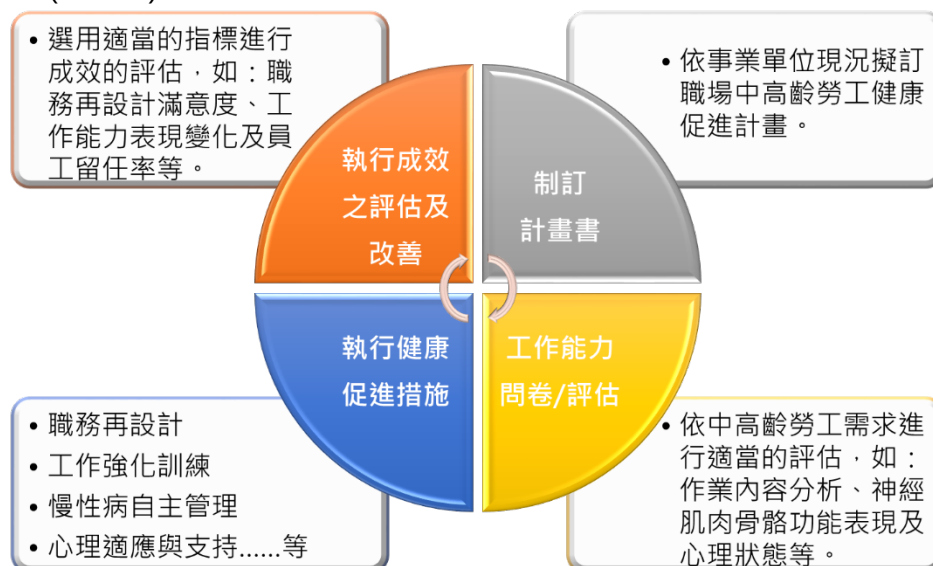 • 選用適當的指標進行
成效的評估，如：職
務再設計滿意度、工
作能力表現變化及員
工留任率等。
• 依事業單位現況擬訂
職場中高齡勞工健康
促進計畫。
執行成效
之評估及
改善
制訂
計畫書
執行健康
促進措施
工作能力
問卷/評估
• 職務再設計
• 工作強化訓練
• 慢性病自主管理
• 心理適應與支持......等
• 依中高齡勞工需求進
行適當的評估，如：
作業內容分析、神經
肌肉骨骼功能表現及
心理狀態等。